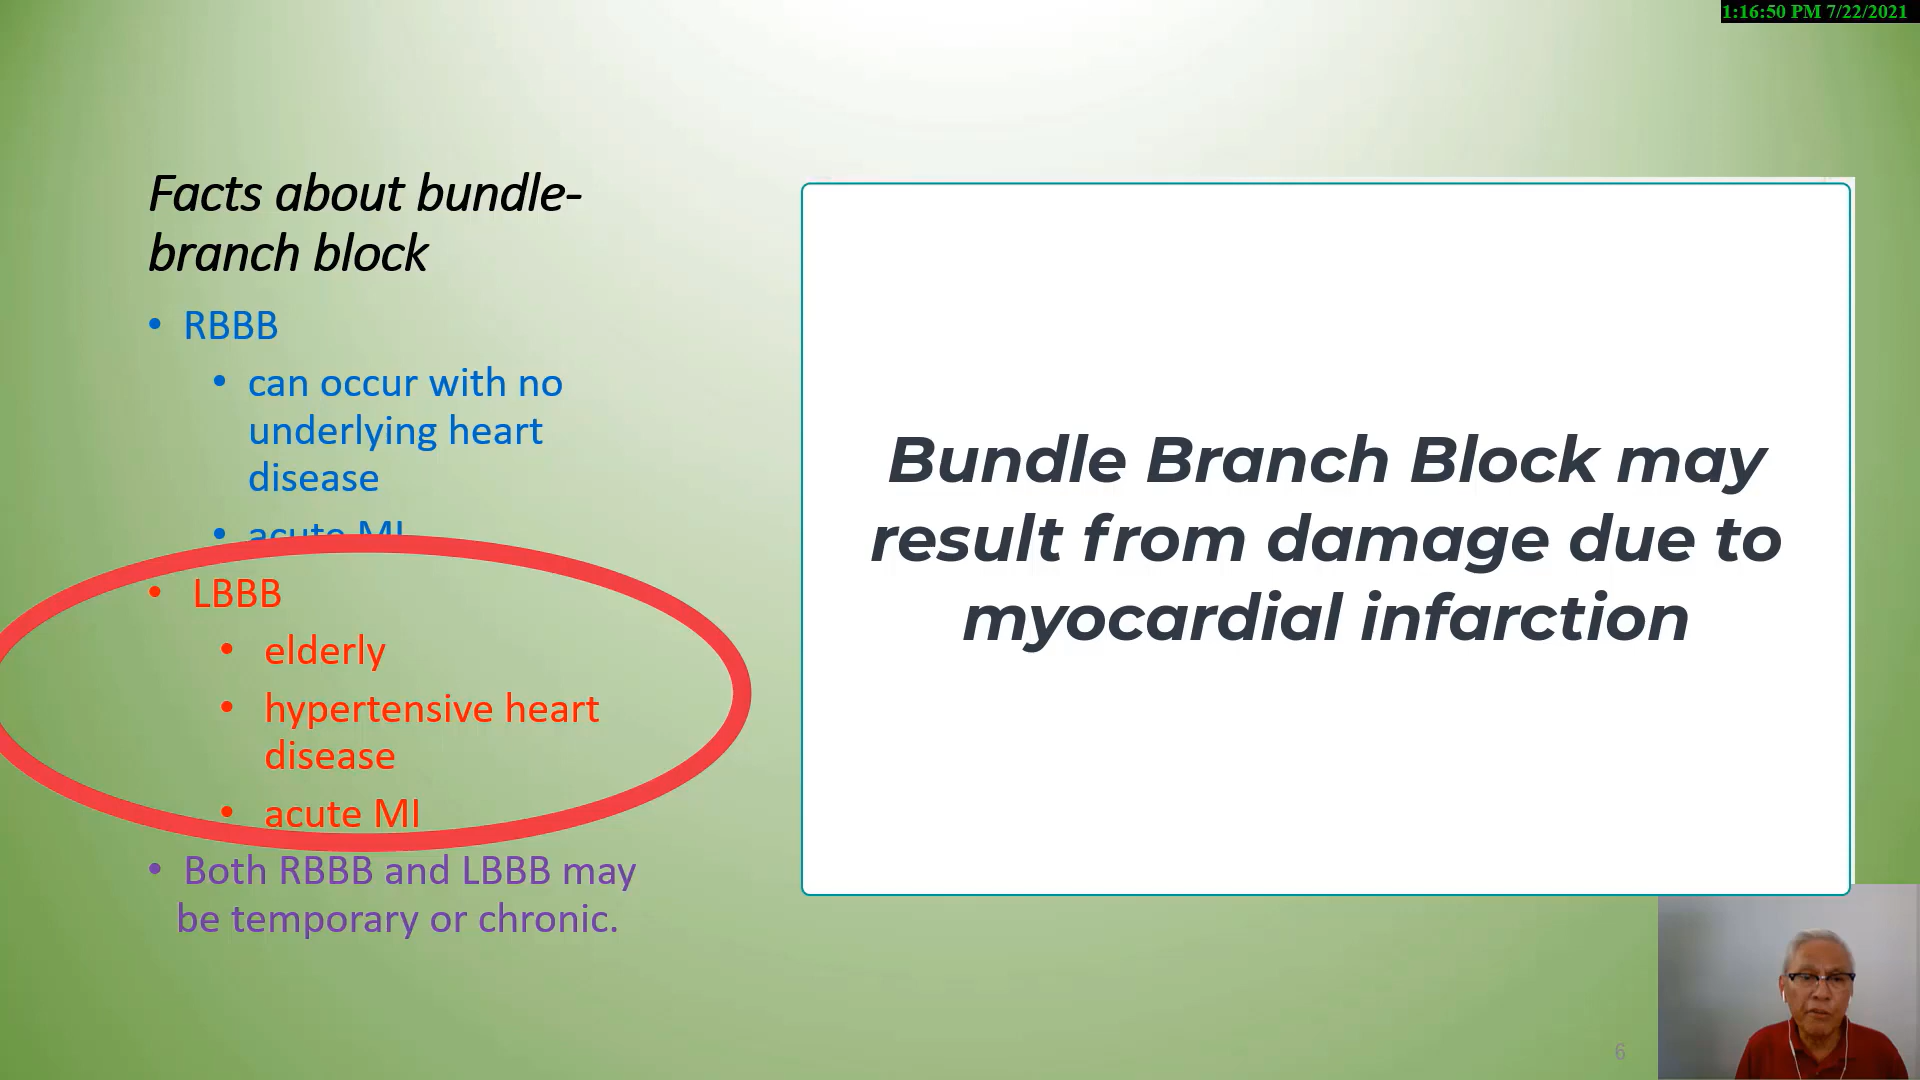 1:16:50 PM 7/22/2021
Facts about bundle-
branch block
• RBBB
• can occur with no
underlying heart
disease
• acute MI
• LBBB
• elderly
• hypertensive heart
disease
• acute MI
• Both RBBB and LBBB may
be temporary or chronic.
Bundle Branch Block may
result from damage due to
myocardial infarction
6